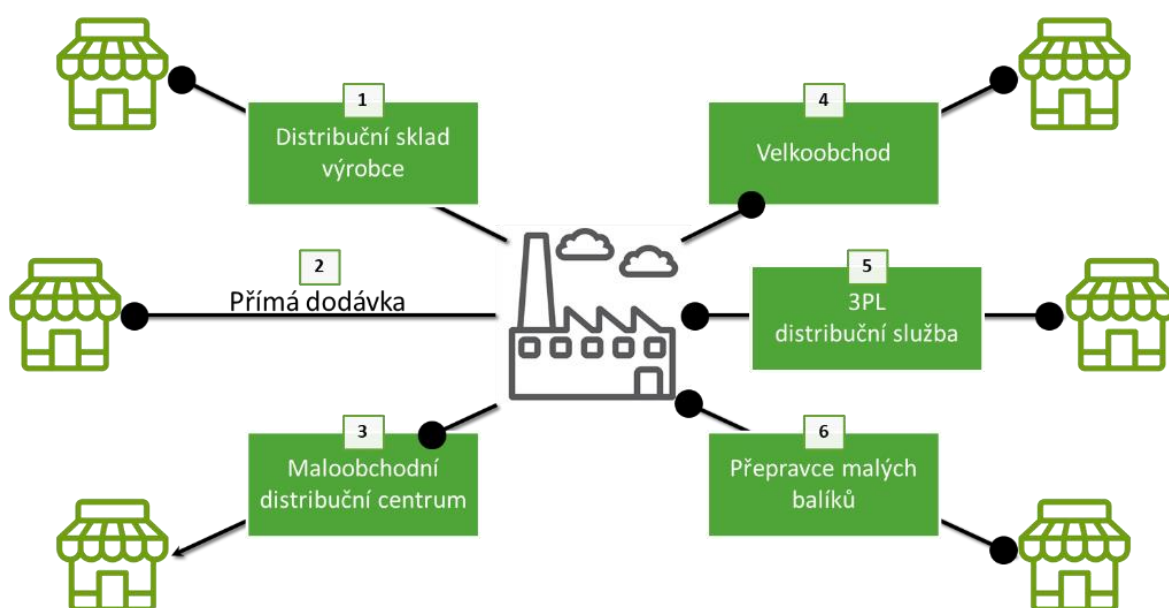 1
Distribuční sklad
výrobce
2
Přímá dodávka
3
Maloobchodní
distribuční centrum
4
Velkoobchod
5
3PL
distribuční služba
6
Přepravce malých
balíků